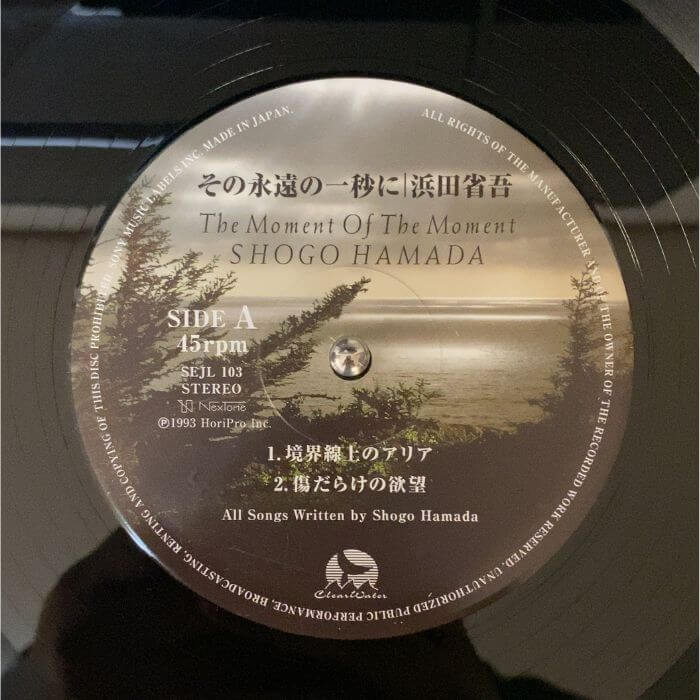 その永遠の一秒に|浜田省吾
The Moment Of The Moment
SHOGO HAMADA
SIDE A
45rpm
SEJL 103
STEREO
NexTone
Ⓟ1993 HoriPro Inc.
1. 境界線上のアリア
2. 傷だらけの欲望
All Songs Written by Shogo Hamada
ClearWater
ALL RIGHTS OF THE MANUFACTURER AND OF THE OWNER OF THE RECORDED WORK RESERVED. UNAUTHORIZED PUBLIC PERFORMANCE, BROADCASTING, RENTING AND COPYING OF THIS DISC PROHIBITED. SONY MUSIC LABELS INC. MADE IN JAPAN.